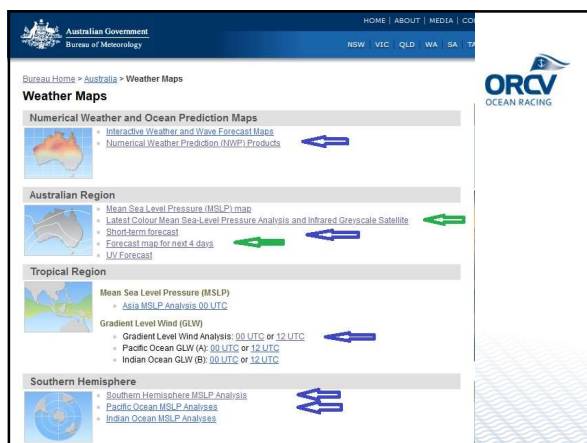 HOME | ABOUT | MEDIA | CO
Australian Government
Bureau of Meteorology
NSW | VIC | QLD | WA | SA | TA
Bureau Home > Australia > Weather Maps
Weather Maps
Numerical Weather and Ocean Prediction Maps
Interactive Weather and Wave Forecast Maps
Numerical Weather Prediction (NWP) Products
Australian Region
Mean Sea Level Pressure (MSLP) map
Latest Colour Mean Sea-Level Pressure Analysis and Infrared Greyscale Satellite
Short-term forecast
Forecast map for next 4 days
UV Forecast
Tropical Region
Mean Sea Level Pressure (MSLP)
Asia MSLP Analysis 00 UTC
Gradient Level Wind (GLW)
Gradient Level Wind Analysis: 00 UTC or 12 UTC
Pacific Ocean GLW (A): 00 UTC or 12 UTC
Indian Ocean GLW (B): 00 UTC or 12 UTC
Southern Hemisphere
Southern Hemisphere MSLP Analysis
Pacific Ocean MSLP Analyses
Indian Ocean MSLP Analyses
ORCV
OCEAN RACING